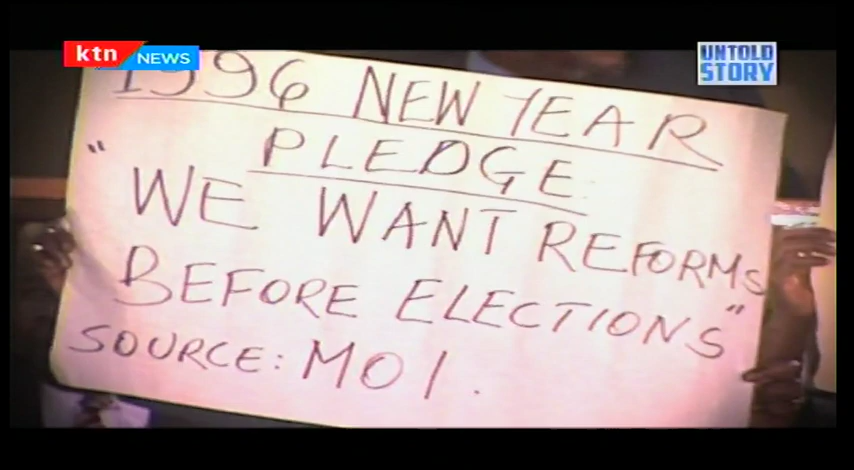 ktn NEWS
UNTOLD STORY
1996 NEW YEAR
PLEDGE
"WE WANT REFORMS
BEFORE ELECTIONS"
SOURCE: MOI.